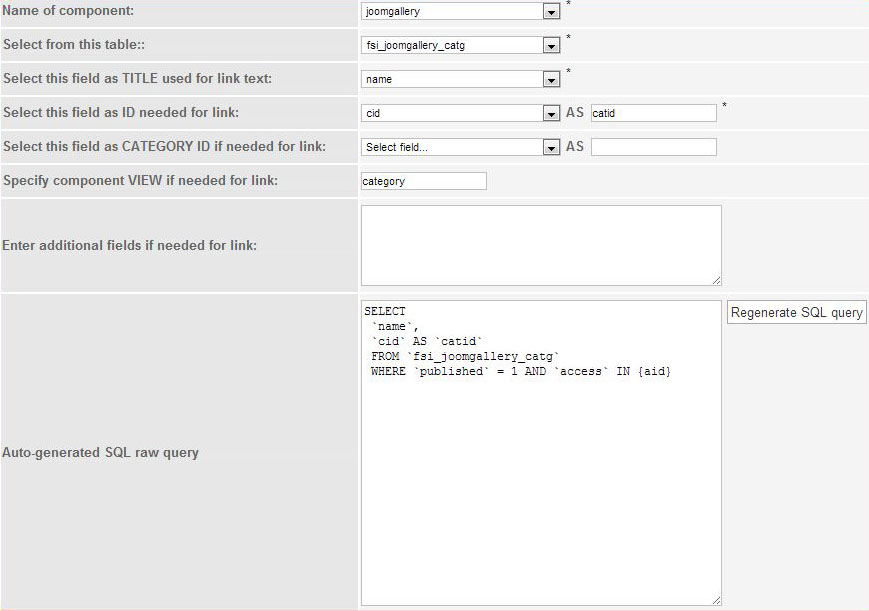 Name of component: joomgallery *
Select from this table:: fsi_joomgallery_catg *
Select this field as TITLE used for link text: name *
Select this field as ID needed for link: cid AS catid *
Select this field as CATEGORY ID if needed for link: Select field... AS
Specify component VIEW if needed for link: category
Enter additional fields if needed for link:
Auto-generated SQL raw query
SELECT
`name`,
`cid` AS `catid`
FROM `fsi_joomgallery_catg`
WHERE `published` = 1 AND `access` IN {aid}
Regenerate SQL query